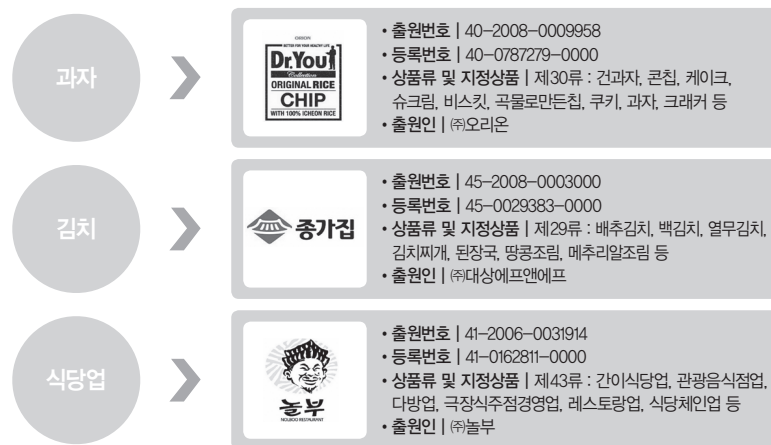 과자
ORION
BETTER FOR YOUR HEALTHY LIFE
Dr.You
Collection
ORIGINAL RICE
CHIP
WITH 100% ICHEON RICE
• 출원번호 | 40-2008-0009958
• 등록번호 | 40-0787279-0000
• 상품류 및 지정상품 | 제30류 : 건과자, 콘칩, 케이크,
슈크림, 비스킷, 곡물로만든칩, 쿠키, 과자, 크래커 등
• 출원인 | ㈜오리온
김치
종가집
• 출원번호 | 45-2008-0003000
• 등록번호 | 45-0029383-0000
• 상품류 및 지정상품 | 제29류 : 배추김치, 백김치, 열무김치,
김치찌개, 된장국, 땅콩조림, 메추리알조림 등
• 출원인 | ㈜대상에프앤에프
식당업
놀부
NOLBOO RESTAURANT
• 출원번호 | 41-2006-0031914
• 등록번호 | 41-0162811-0000
• 상품류 및 지정상품 | 제43류 : 간이식당업, 관광음식점업,
다방업, 극장식주점경영업, 레스토랑업, 식당체인업 등
• 출원인 | ㈜놀부